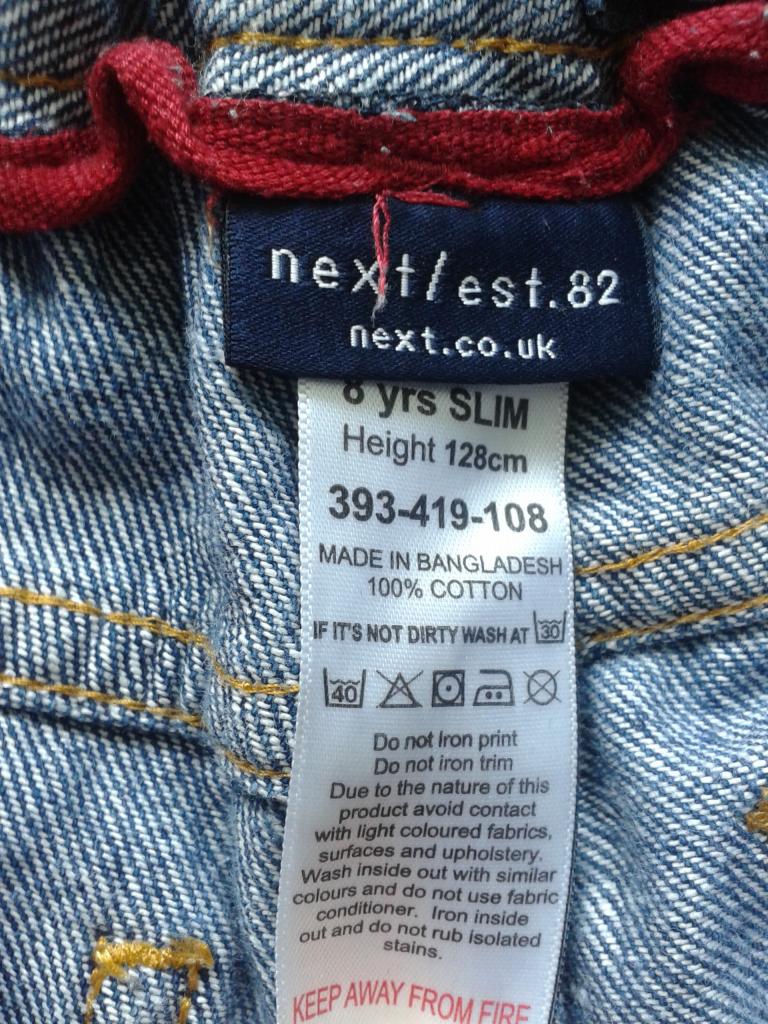 next/est.82
next.co.uk
8 yrs SLIM
Height 128cm
393-419-108
MADE IN BANGLADESH
100% COTTON
IF IT'S NOT DIRTY WASH AT 30
40
Do not iron print
Do not iron trim
Due to the nature of this
product avoid contact
with light coloured fabrics,
surfaces and upholstery.
Wash inside out with similar
colours and do not use fabric
conditioner. Iron inside
out and do not rub isolated
stains.
KEEP AWAY FROM FIRE